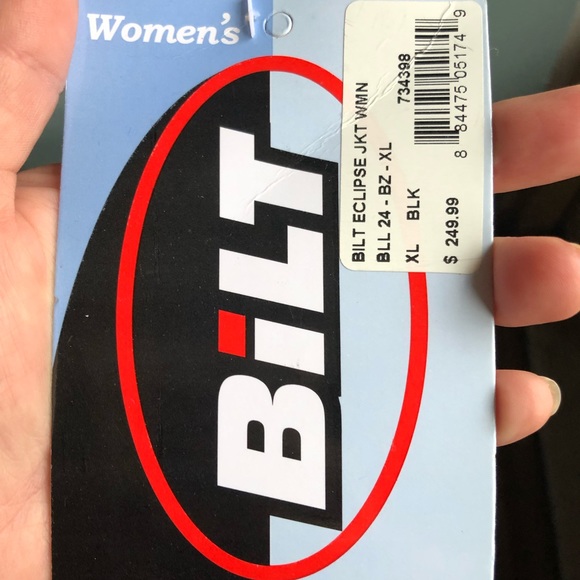 Women's
BiLT
BILT ECLIPSE JKT WMN
BLL 24 - BZ - XL
734398
XL BLK
$ 249.99
8 84475 05174 9